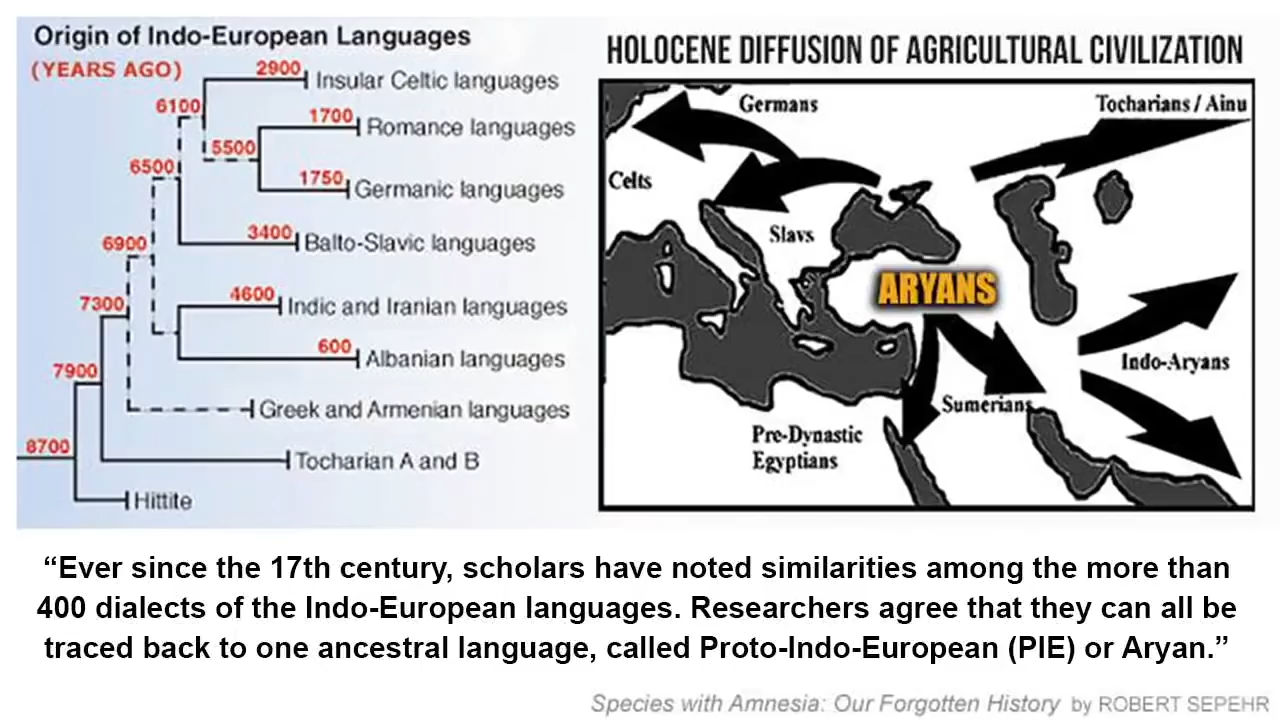 Origin of Indo-European Languages
(YEARS AGO)
2900
Insular Celtic languages
6100
1700
Romance languages
5500
6500
1750
Germanic languages
6900
3400
Balto-Slavic languages
7300
4600
Indic and Iranian languages
7900
600
Albanian languages
Greek and Armenian languages
8700
Tocharian A and B
Hittite
HOLOCENE DIFFUSION OF AGRICULTURAL CIVILIZATION
Germans
Tocharians / Ainu
Celts
Slavs
ARYANS
Indo-Aryans
Sumerians
Pre-Dynastic
Egyptians
“Ever since the 17th century, scholars have noted similarities among the more than
400 dialects of the Indo-European languages. Researchers agree that they can all be
traced back to one ancestral language, called Proto-Indo-European (PIE) or Aryan.”
Species with Amnesia: Our Forgotten History by ROBERT SEPEHR